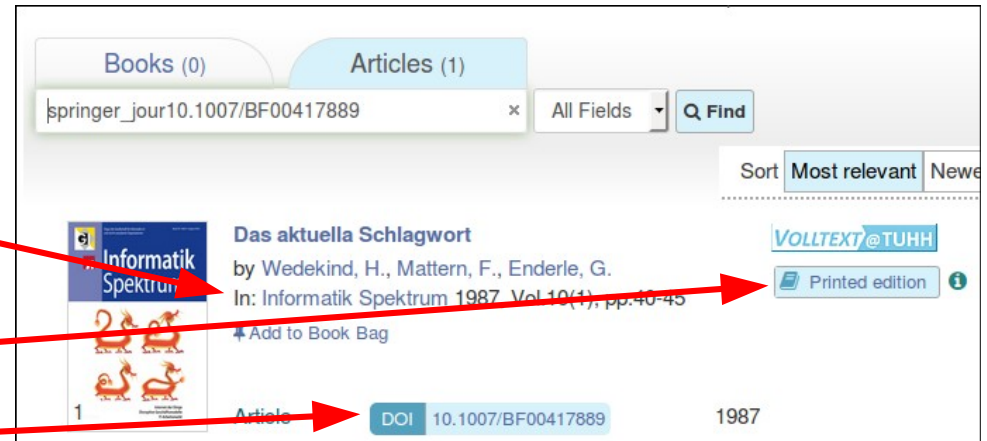 Books (0) Articles (1)
springer_jour10.1007/BF00417889 × All Fields Find
Sort Most relevant Newe
Das aktuella Schlagwort
VOLLTEXT@TUHH
Informatik
Spektrum
by Wedekind, H., Mattern, F., Enderle, G.
Printed edition
In: Informatik Spektrum 1987, Vol.10(1), pp.40-45
Add to Book Bag
1
Article DOI 10.1007/BF00417889 1987